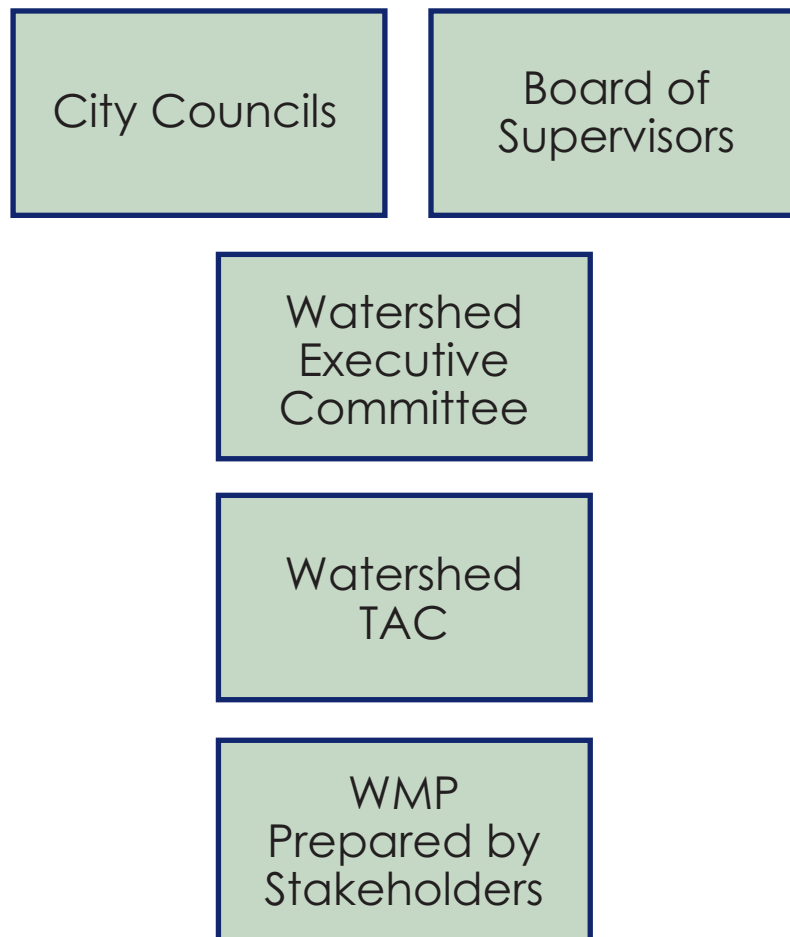 City Councils
Board of
Supervisors
Watershed
Executive
Committee
Watershed
TAC
WMP
Prepared by
Stakeholders